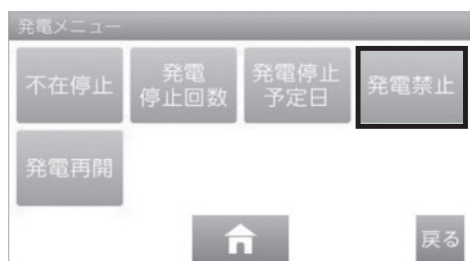 発電メニュー
不在停止
発電
停止回数
発電停止
予定日
発電禁止
発電再開
戻る